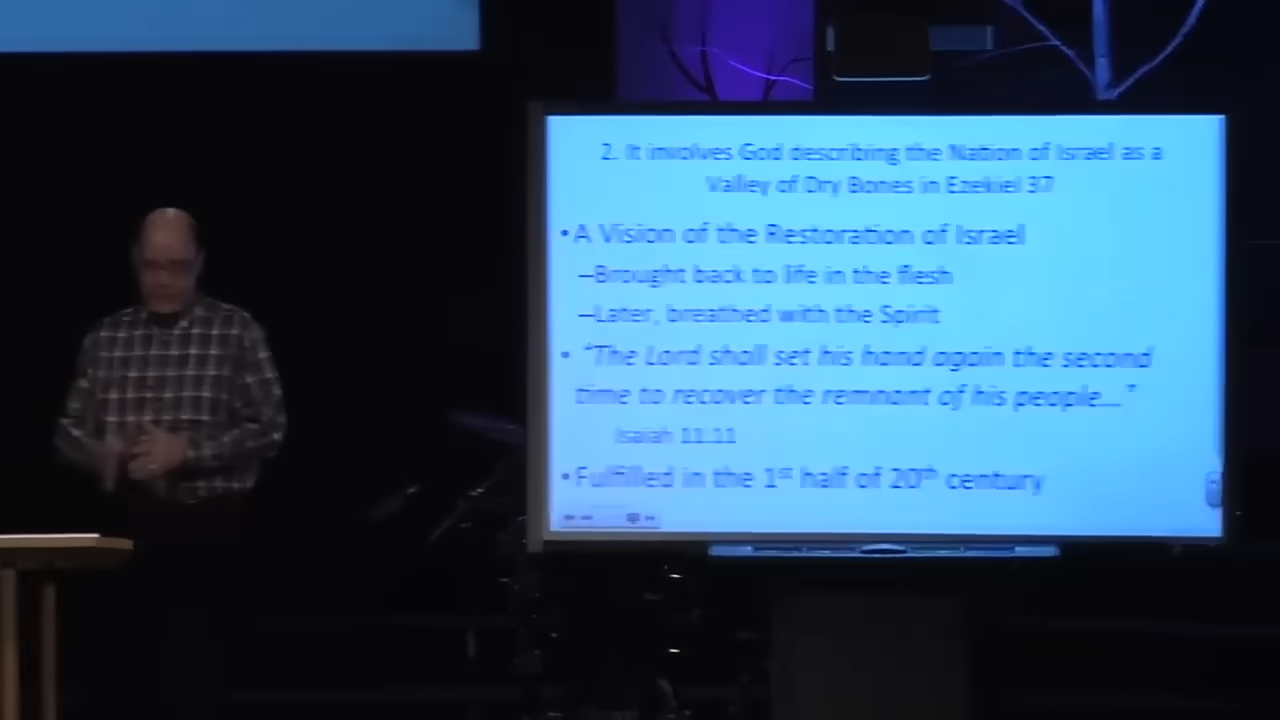 2. It involves God describing the Nation of Israel as a
Valley of Dry Bones in Ezekiel 37
•A Vision of the Restoration of Israel
–Brought back to life in the flesh
–Later, breathed with the Spirit
• "The Lord shall set his hand again the second
time to recover the remnant of his people..."
Isaiah 11:11
•Fulfilled in the 1st half of 20th century